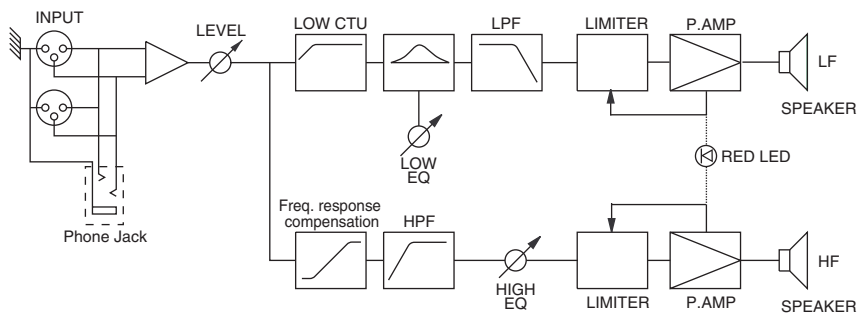 INPUT
LEVEL
LOW CTU
LPF
LIMITER
P.AMP
LF
SPEAKER
LOW
EQ
RED LED
Phone Jack
Freq. response
compensation
HPF
HIGH
EQ
LIMITER
P.AMP
HF
SPEAKER